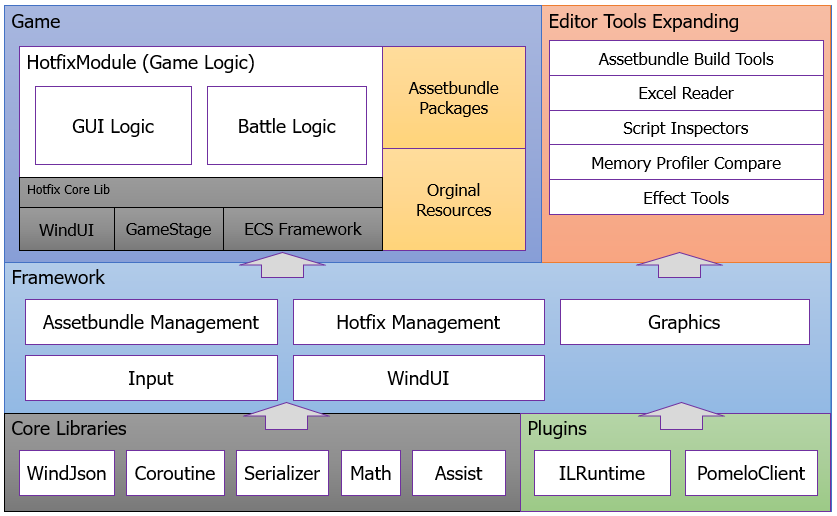 Game
HotfixModule (Game Logic)
GUI Logic
Battle Logic
Hotfix Core Lib
WindUI
GameStage
ECS Framework
Assetbundle
Packages
Orginal
Resources
Editor Tools Expanding
Assetbundle Build Tools
Excel Reader
Script Inspectors
Memory Profiler Compare
Effect Tools
Framework
Assetbundle Management
Hotfix Management
Graphics
Input
WindUI
Core Libraries
WindJson
Coroutine
Serializer
Math
Assist
Plugins
ILRuntime
PomeloClient